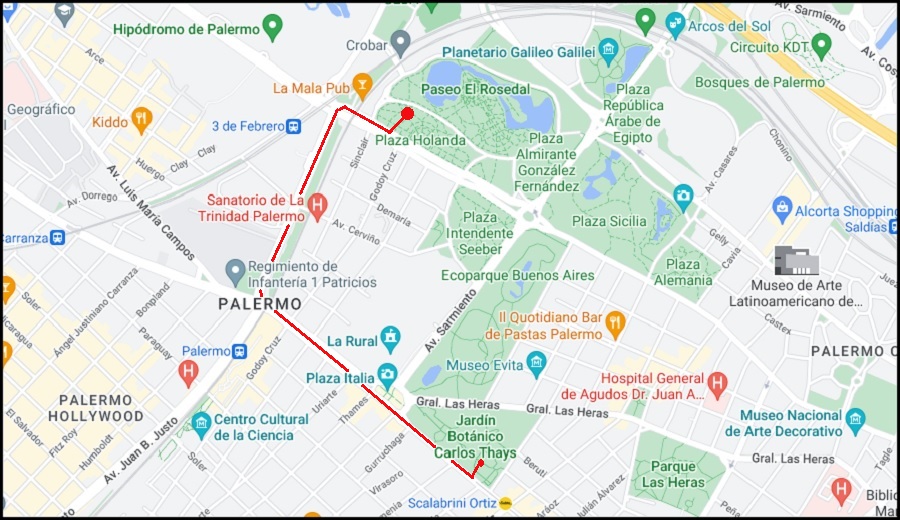 Av. Sarmiento
Arcos del Sol
Hipódromo de Palermo
Crobar
Planetario Galileo Galilei
Circuito KDT
Arce
Av. Cos
Bosques de Palermo
La Mala Pub
Paseo El Rosedal
Plaza
República
Árabe de
Egipto
Geográfico
Kiddo
3 de Febrero
Plaza Holanda
Plaza
Almirante
González
Fernández
Chonino
Clay
Clay
Huergo
Sinclair
Godoy Cruz
Av. Casares
Av. Luis María Campos
Av. Dorrego
Sanatorio de La
Trinidad Palermo
Demaría
Av. Cerviño
Plaza
Intendente
Seeber
Plaza Sicilia
Gelly
Cavia
Alcorta Shopping
Saldías
Carranza
Regimiento de
Infantería 1 Patricios
Ecoparque Buenos Aires
Plaza
Alemania
Museo de Arte
Latinoamericano de...
PALERMO
Soler
Ángel Justiniano Carranza
Bonpland
Nicaragua
Paraguay
Godoy Cruz
Av. Sarmiento
Castex
Juan
La Rural
Il Quotidiano Bar
de Pastas Palermo
PALERMO
Palermo
Museo Evita
Plaza Italia
Hospital General
de Agudos Dr. Juan A...
PALERMO
HOLLYWOOD
Uriarte
Thames
Gral. Las Heras
Gral. Las Heras
Museo Nacional
de Arte Decorativo
El Salvador
Soler
Fitz Roy
Humboldt
Av. Juan B. Justo
Centro Cultural
de la Ciencia
Gurruchaga
Jardín
Botánico
Carlos Thays
Beruti
Gral. Las Heras
Tagle
Virasoro
Parque
Las Heras
Julián Álvarez
Scalabrini Ortiz
Biblio
Mar